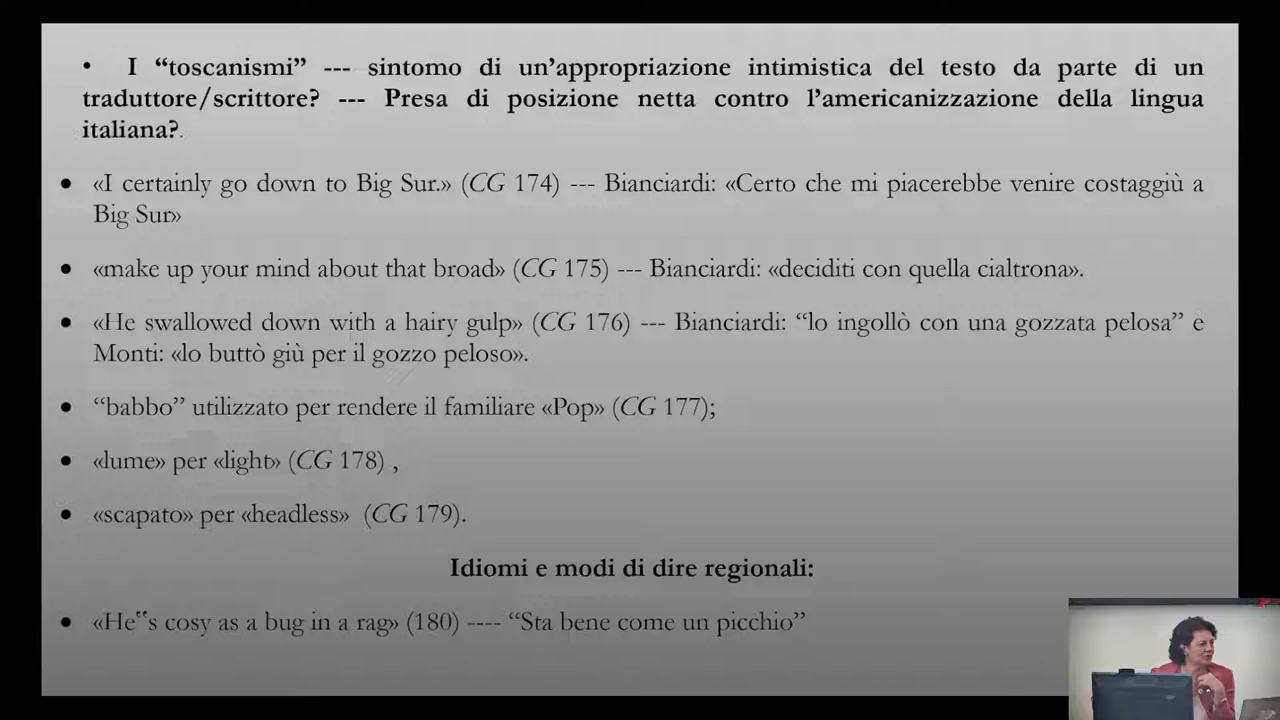 • I “toscanismi” --- sintomo di un’appropriazione intimistica del testo da parte di un
traduttore/scrittore? --- Presa di posizione netta contro l’americanizzazione della lingua
italiana?.
• «I certainly go down to Big Sur.» (CG 174) --- Bianciardi: «Certo che mi piacerebbe venire costaggiù a
Big Sur»
• «make up your mind about that broad» (CG 175) --- Bianciardi: «deciditi con quella cialtrona».
• «He swallowed down with a hairy gulp» (CG 176) --- Bianciardi: “lo ingollò con una gozzata pelosa” e
Monti: «lo buttò giù per il gozzo peloso».
• “babbo” utilizzato per rendere il familiare «Pop» (CG 177);
• «lume» per «light» (CG 178) ,
• «scapato» per «headless» (CG 179).
Idiomi e modi di dire regionali:
• «He‟s cosy as a bug in a rag» (180) ---- “Sta bene come un picchio”